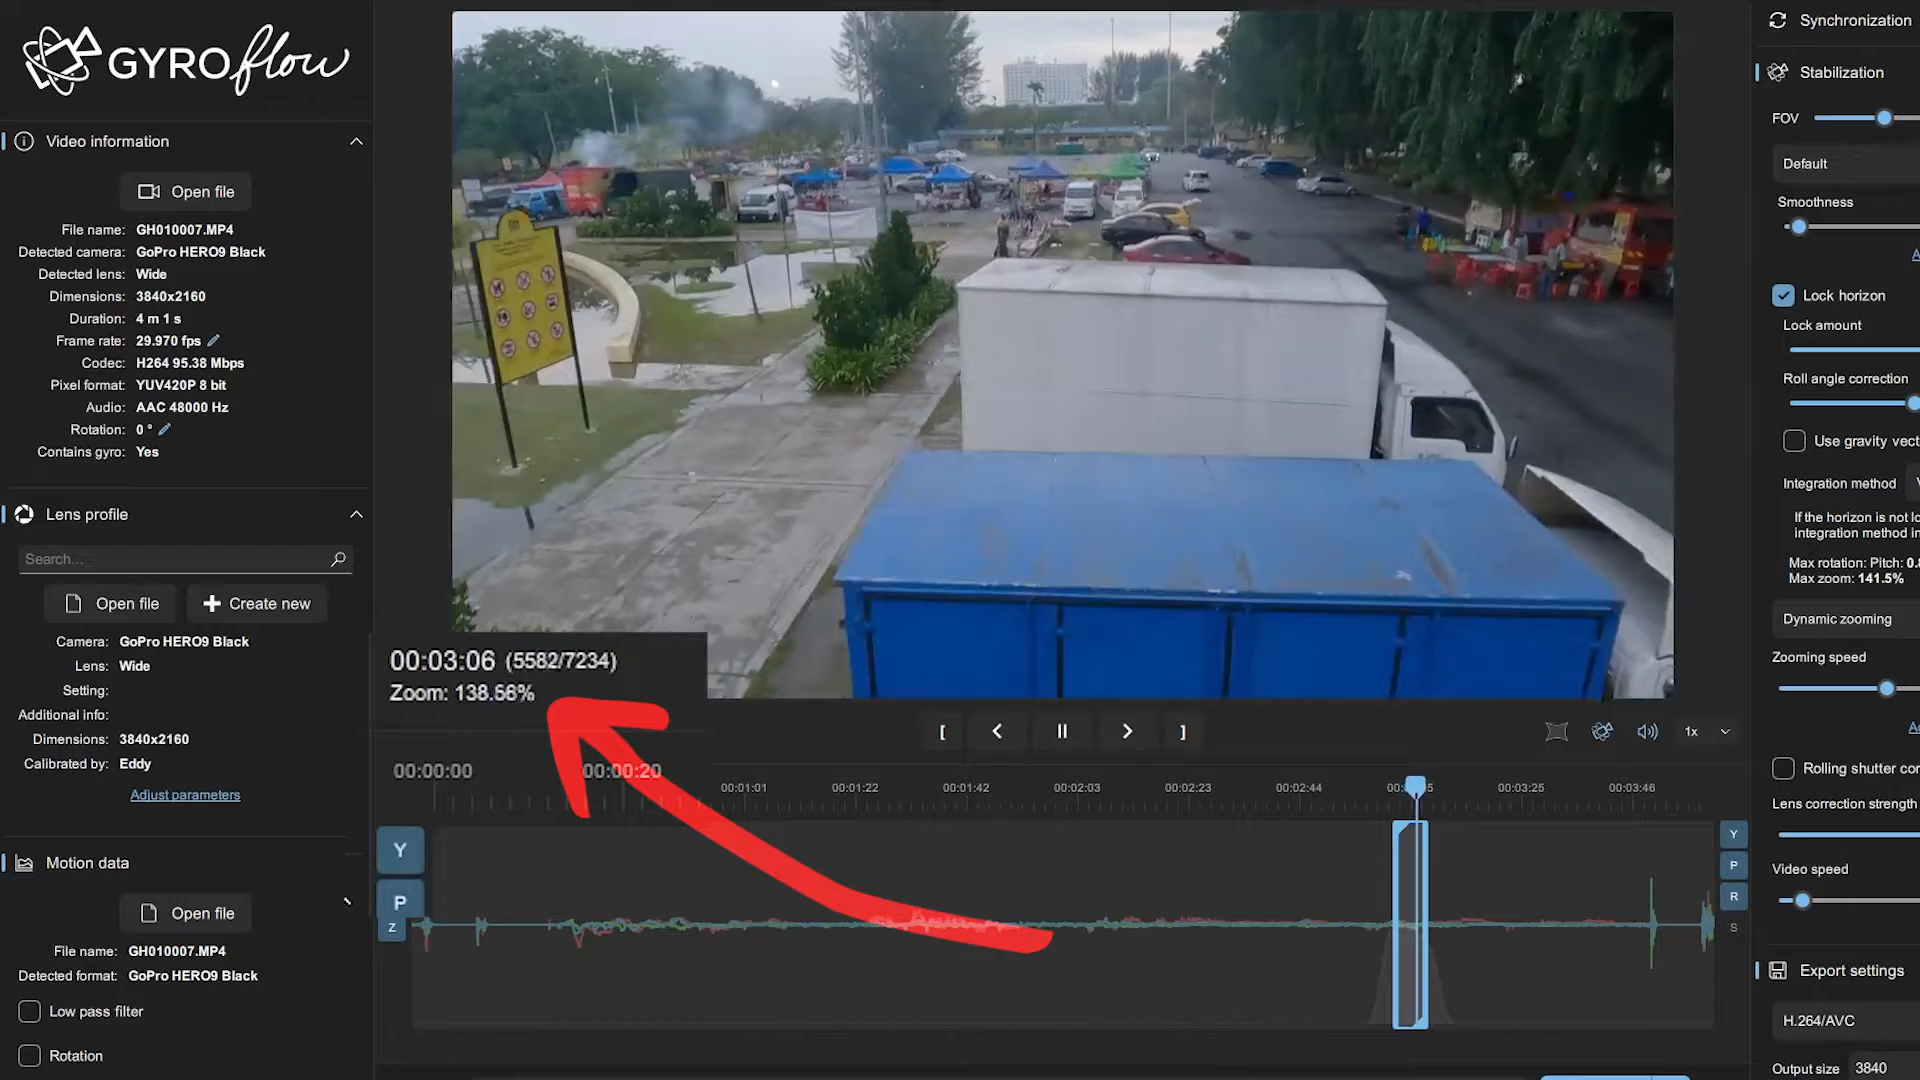 GYROflow
Video information
Open file
File name: GH010007.MP4
Detected camera: GoPro HERO9 Black
Detected lens: Wide
Dimensions: 3840x2160
Duration: 4 m 1 s
Frame rate: 29.970 fps
Codec: H264 95.38 Mbps
Pixel format: YUV420P 8 bit
Audio: AAC 48000 Hz
Rotation: 0 °
Contains gyro: Yes
Lens profile
Search...
Open file
Create new
Camera: GoPro HERO9 Black
Lens: Wide
Setting:
Additional info:
Dimensions: 3840x2160
Calibrated by: Eddy
Adjust parameters
Motion data
Open file
File name: GH010007.MP4
Detected format: GoPro HERO9 Black
Low pass filter
Rotation
00:03:06 (5582/7234)
Zoom: 138.66%
[
]
1x
00:00:00
00:00:20
00:01:01
00:01:22
00:01:42
00:02:03
00:02:23
00:02:44
00:03:25
00:03:46
Y
P
Z
Y
P
R
S
Synchronization
Stabilization
FOV
Default
Smoothness
Lock horizon
Lock amount
Roll angle correction
Use gravity vect
Integration method
If the horizon is not lo
integration method in
Max rotation: Pitch: 0.8
Max zoom: 141.5%
Dynamic zooming
Zooming speed
Rolling shutter cor
Lens correction strength
Video speed
Export settings
H.264/AVC
Output size 3840